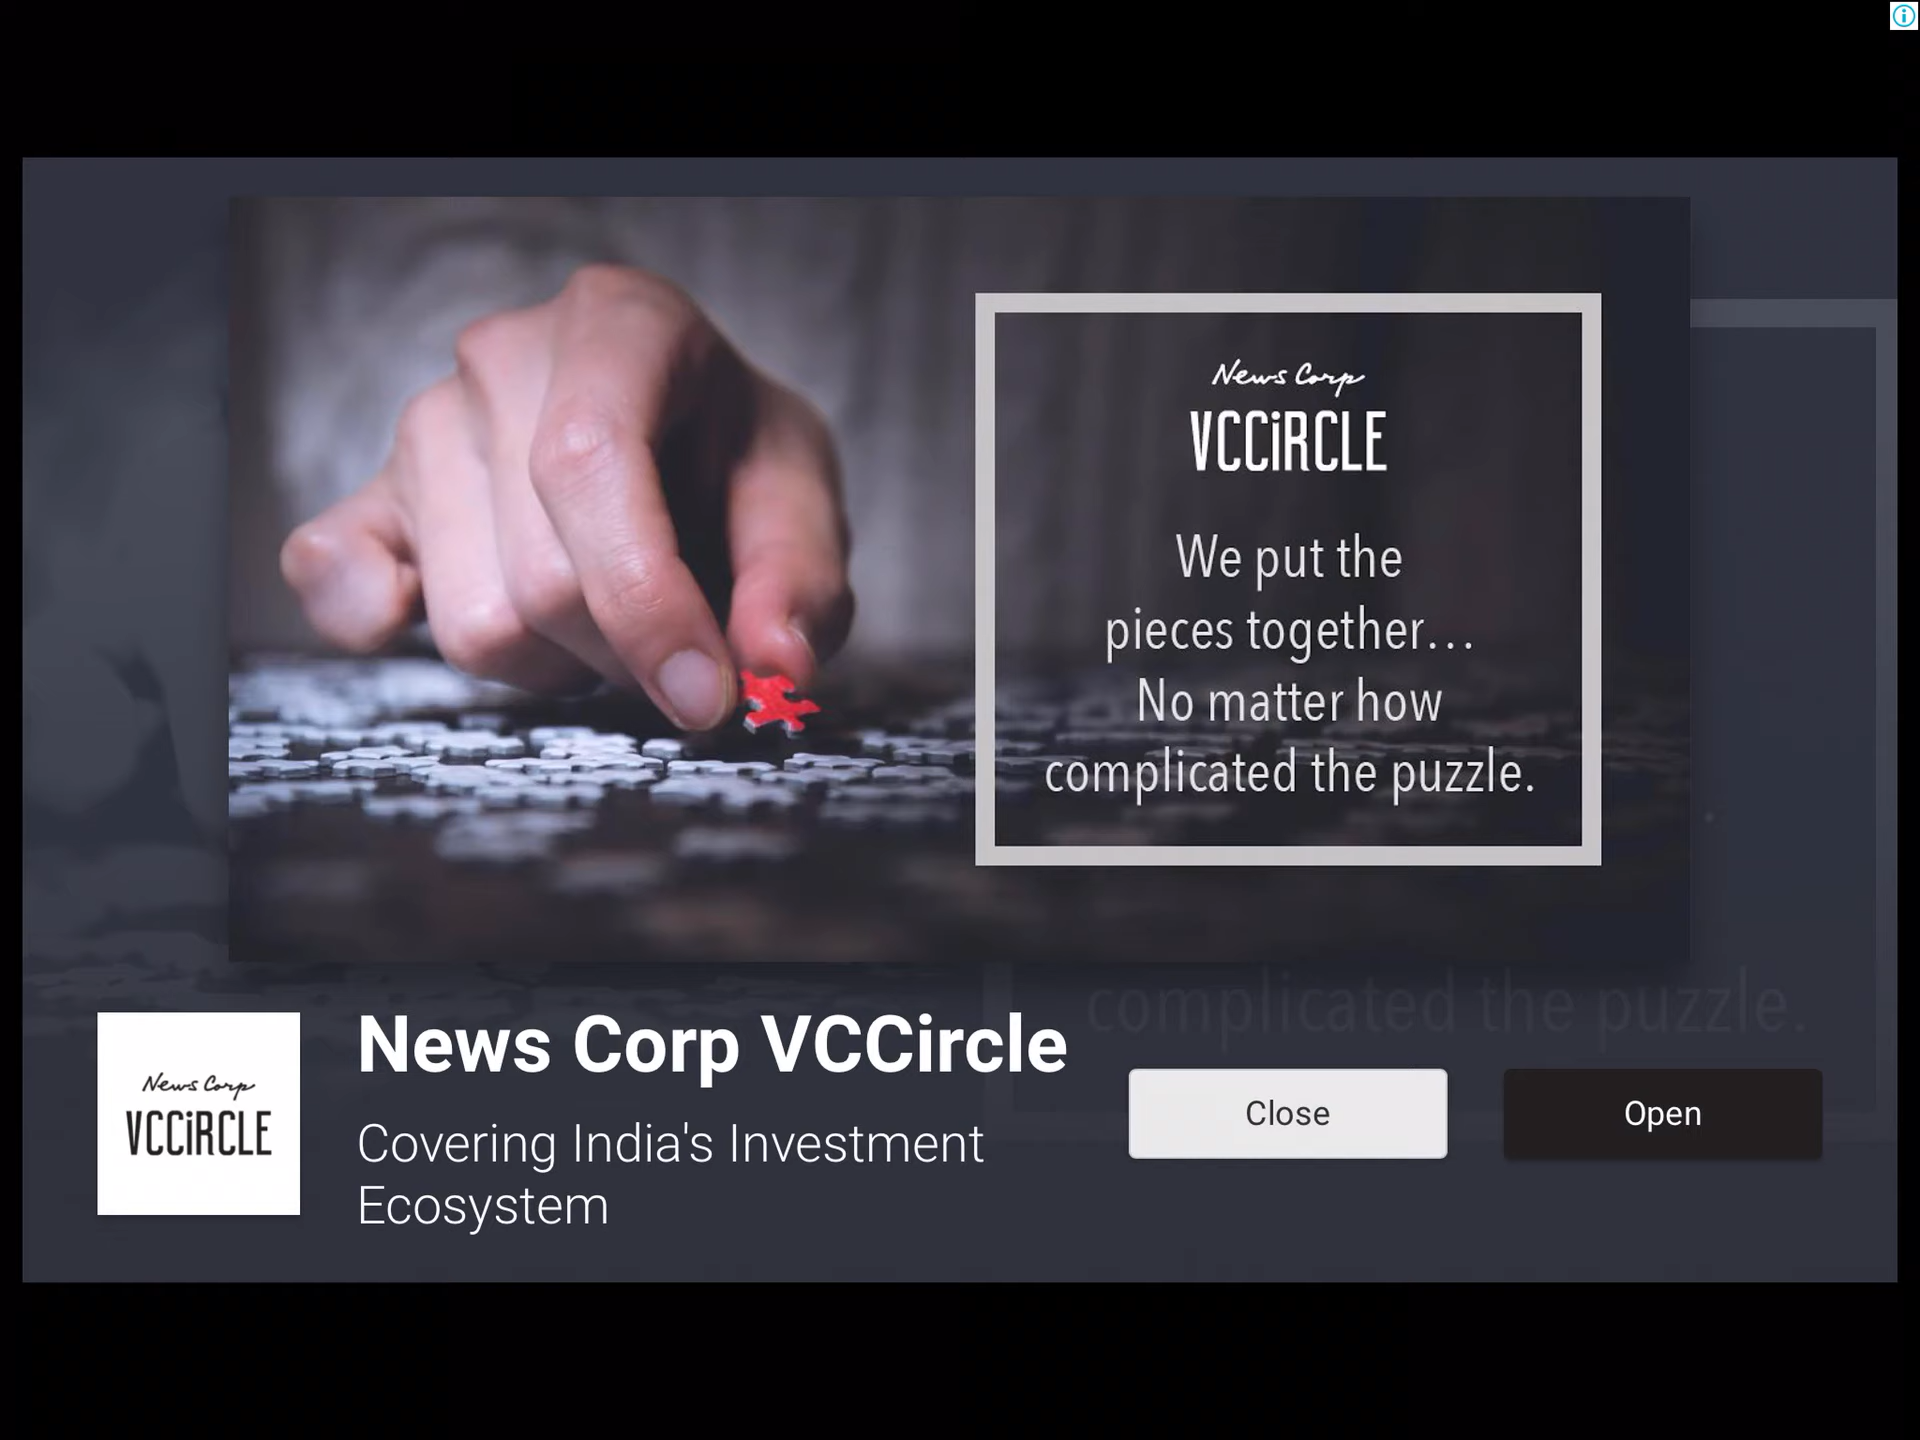 News Corp
VCCiRCLE
We put the
pieces together...
No matter how
complicated the puzzle.
complicated the puzzle.
News Corp
VCCiRCLE
News Corp VCCircle
Covering India's Investment
Ecosystem
Close
Open